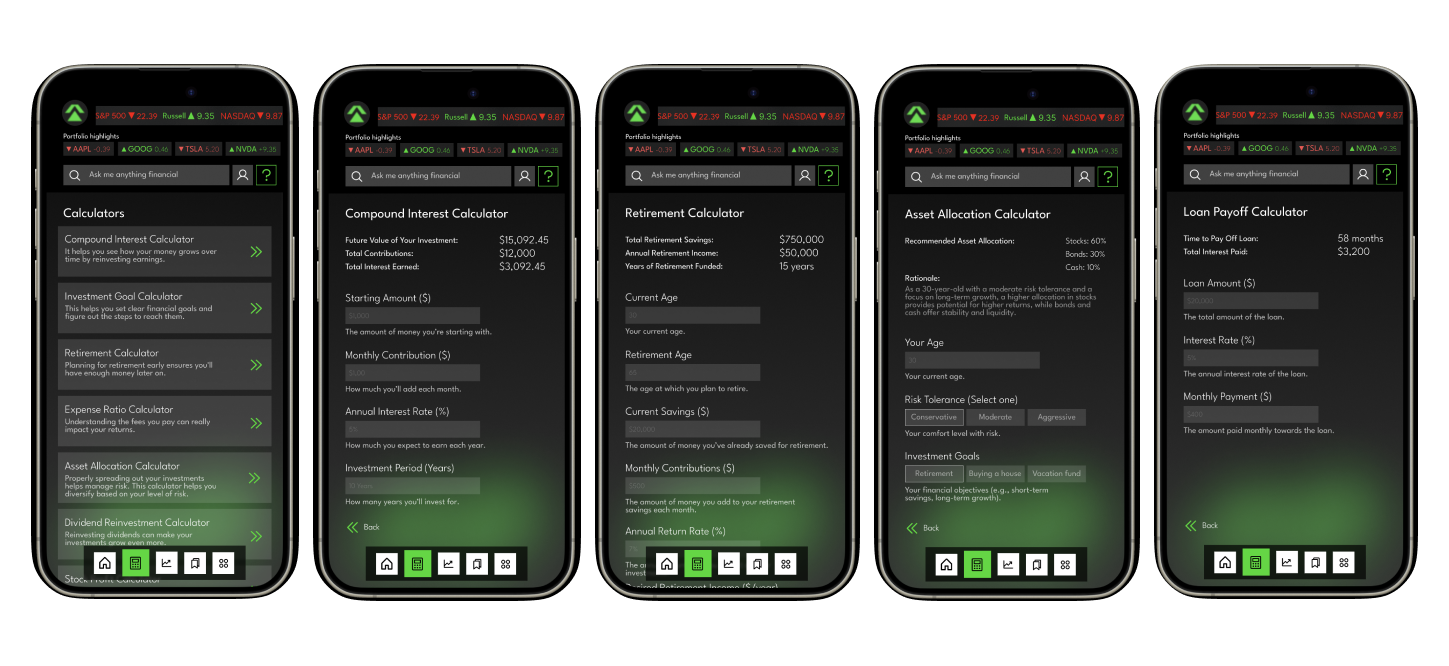 S&P 500 ▼ 22.39 Russell ▲ 9.35 NASDAQ ▼ 9.87
Portfolio highlights
▼ AAPL -0.39 ▲ GOOG 0.46 ▼ TSLA 5.20 ▲ NVDA +9.35
Ask me anything financial
?
Calculators
Compound Interest Calculator
It helps you see how your money grows over
time by reinvesting earnings.
Investment Goal Calculator
This helps you set clear financial goals and
figure out the steps to reach them.
Retirement Calculator
Planning for retirement early ensures you'll
have enough money later on.
Expense Ratio Calculator
Understanding the fees you pay can really
impact your returns.
Asset Allocation Calculator
Properly spreading out your investments
helps manage risk. This calculator helps you
diversify based on your level of risk.
Dividend Reinvestment Calculator
Reinvesting dividends can make your
investments grow even more.
Stock Profit Calculator
S&P 500 ▼ 22.39 Russell ▲ 9.35 NASDAQ ▼ 9.87
Portfolio highlights
▼ AAPL -0.39 ▲ GOOG 0.46 ▼ TSLA 5.20 ▲ NVDA +9.35
Ask me anything financial
?
Compound Interest Calculator
Future Value of Your Investment: $15,092.45
Total Contributions: $12,000
Total Interest Earned: $3,092.45
Starting Amount ($)
$1,000
The amount of money you're starting with.
Monthly Contribution ($)
How much you'll add each month.
Annual Interest Rate (%)
5%
How much you expect to earn each year.
Investment Period (Years)
How many years you'll invest for.
Back
S&P 500 ▼ 22.39 Russell ▲ 9.35 NASDAQ ▼ 9.87
Portfolio highlights
▼ AAPL -0.39 ▲ GOOG 0.46 ▼ TSLA 5.20 ▲ NVDA +9.35
Ask me anything financial
?
Retirement Calculator
Total Retirement Savings: $750,000
Annual Retirement Income: $50,000
Years of Retirement Funded: 15 years
Current Age
30
Your current age.
Retirement Age
65
The age at which you plan to retire.
Current Savings ($)
$20,000
The amount of money you've already saved for retirement.
Monthly Contributions ($)
The amount of money you add to your retirement
savings each month.
Annual Return Rate (%)
The an
invest
Desired Retirement Income ($/year)
S&P 500 ▼ 22.39 Russell ▲ 9.35 NASDAQ ▼ 9.87
Portfolio highlights
▼ AAPL -0.39 ▲ GOOG 0.46 ▼ TSLA 5.20 ▲ NVDA +9.35
Ask me anything financial
?
Asset Allocation Calculator
Recommended Asset Allocation: Stocks: 60%
Bonds: 30%
Cash: 10%
Rationale:
As a 30-year-old with a moderate risk tolerance and a
focus on long-term growth, a higher allocation in stocks
provides potential for higher returns, while bonds and
cash offer stability and liquidity.
Your Age
Your current age.
Risk Tolerance (Select one)
Conservative Moderate Aggressive
Your comfort level with risk.
Investment Goals
Retirement Buying a house Vacation fund
Your financial objectives (e.g., short-term
savings, long-term growth).
Back
S&P 500 ▼ 22.39 Russell ▲ 9.35 NASDAQ ▼ 9.87
Portfolio highlights
▼ AAPL -0.39 ▲ GOOG 0.46 ▼ TSLA 5.20 ▲ NVDA +9.35
Ask me anything financial
?
Loan Payoff Calculator
Time to Pay Off Loan: 58 months
Total Interest Paid: $3,200
Loan Amount ($)
$20,000
The total amount of the loan.
Interest Rate (%)
5%
The annual interest rate of the loan.
Monthly Payment ($)
$400
The amount paid monthly towards the loan.
Back